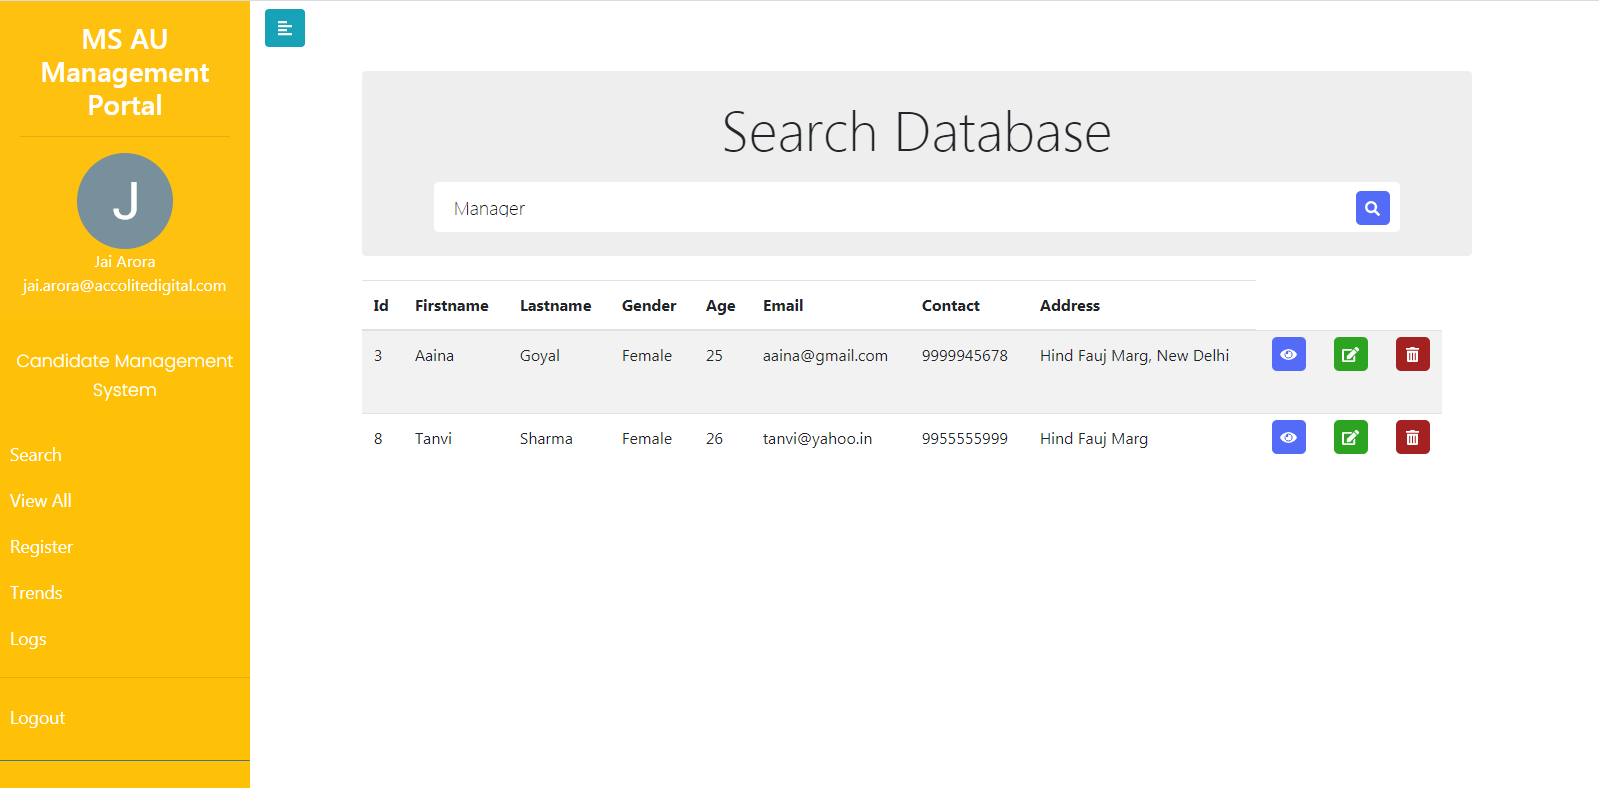 MS AU
Management
Portal
J
Jai Arora
jai.arora@accolitedigital.com
Candidate Management
System
Search
View All
Register
Trends
Logs
Logout
Search Database
Manager
Id Firstname Lastname Gender Age Email Contact Address
3 Aaina Goyal Female 25 aaina@gmail.com 9999945678 Hind Fauj Marg, New Delhi
8 Tanvi Sharma Female 26 tanvi@yahoo.in 9955555999 Hind Fauj Marg